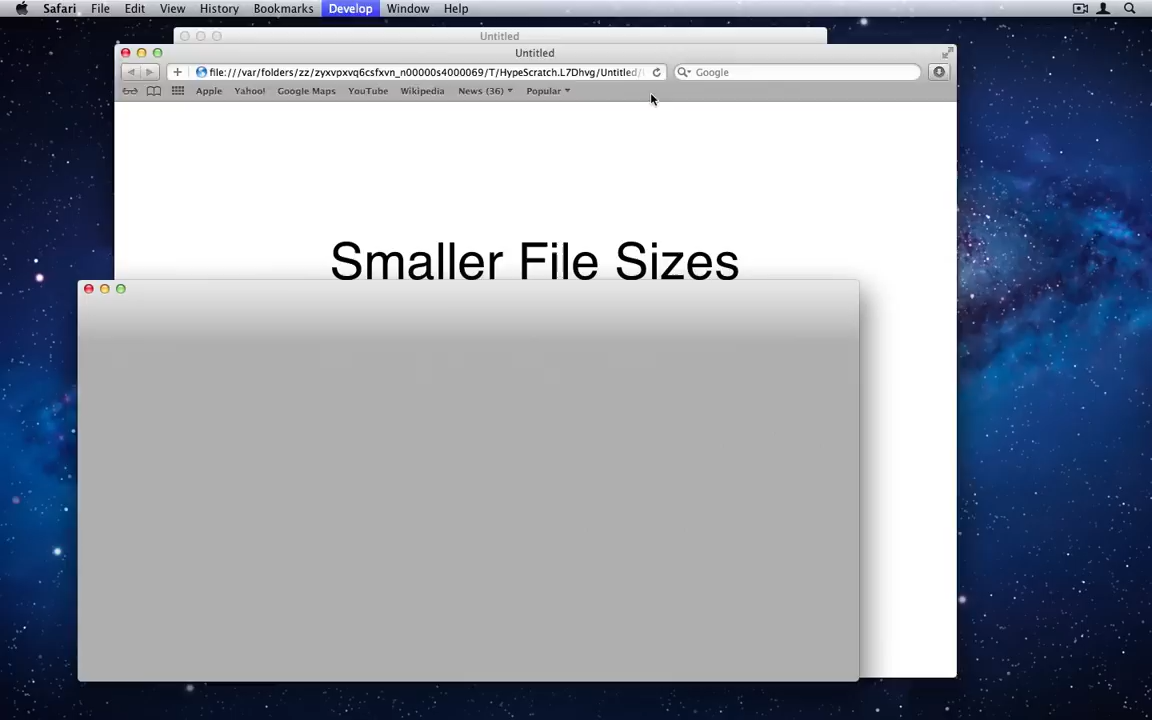 Safari File Edit View History Bookmarks Develop Window Help
Untitled
Untitled
file:///var/folders/zz/zyxvpxvq6csfxvn_n00000s4000069/T/HypeScratch.L7Dhvg/Untitled/ Google
Apple Yahoo! Google Maps YouTube Wikipedia News (36) Popular
Smaller File Sizes